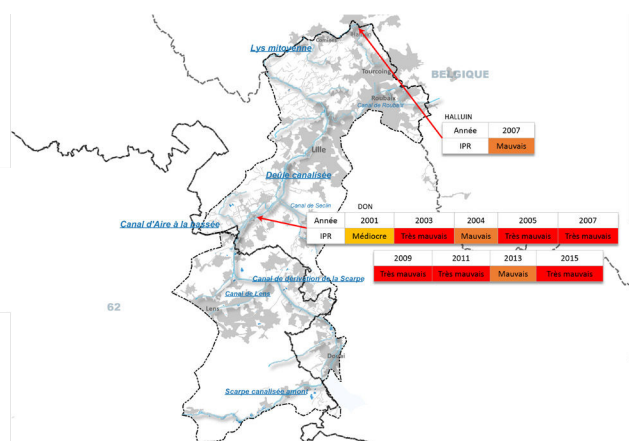 Lys mitoyenne
Tourcoing
BELGIQUE
Roubaix
Canal de Roubaix
HALLUIN
Année 2007
IPR Mauvais
Lille
Deûle canalisée
Canal de Seclin
Canal d'Aire à la bassée
DON
Année 2001 2003 2004 2005 2007
IPR Médiocre Très mauvais Mauvais Très mauvais Très mauvais
2009 2011 2013 2015
Très mauvais Très mauvais Mauvais Très mauvais
Canal de dérivation de la Scarpe
Canal de Lens
62
Lens
Douai
Scarpe canalisée amont